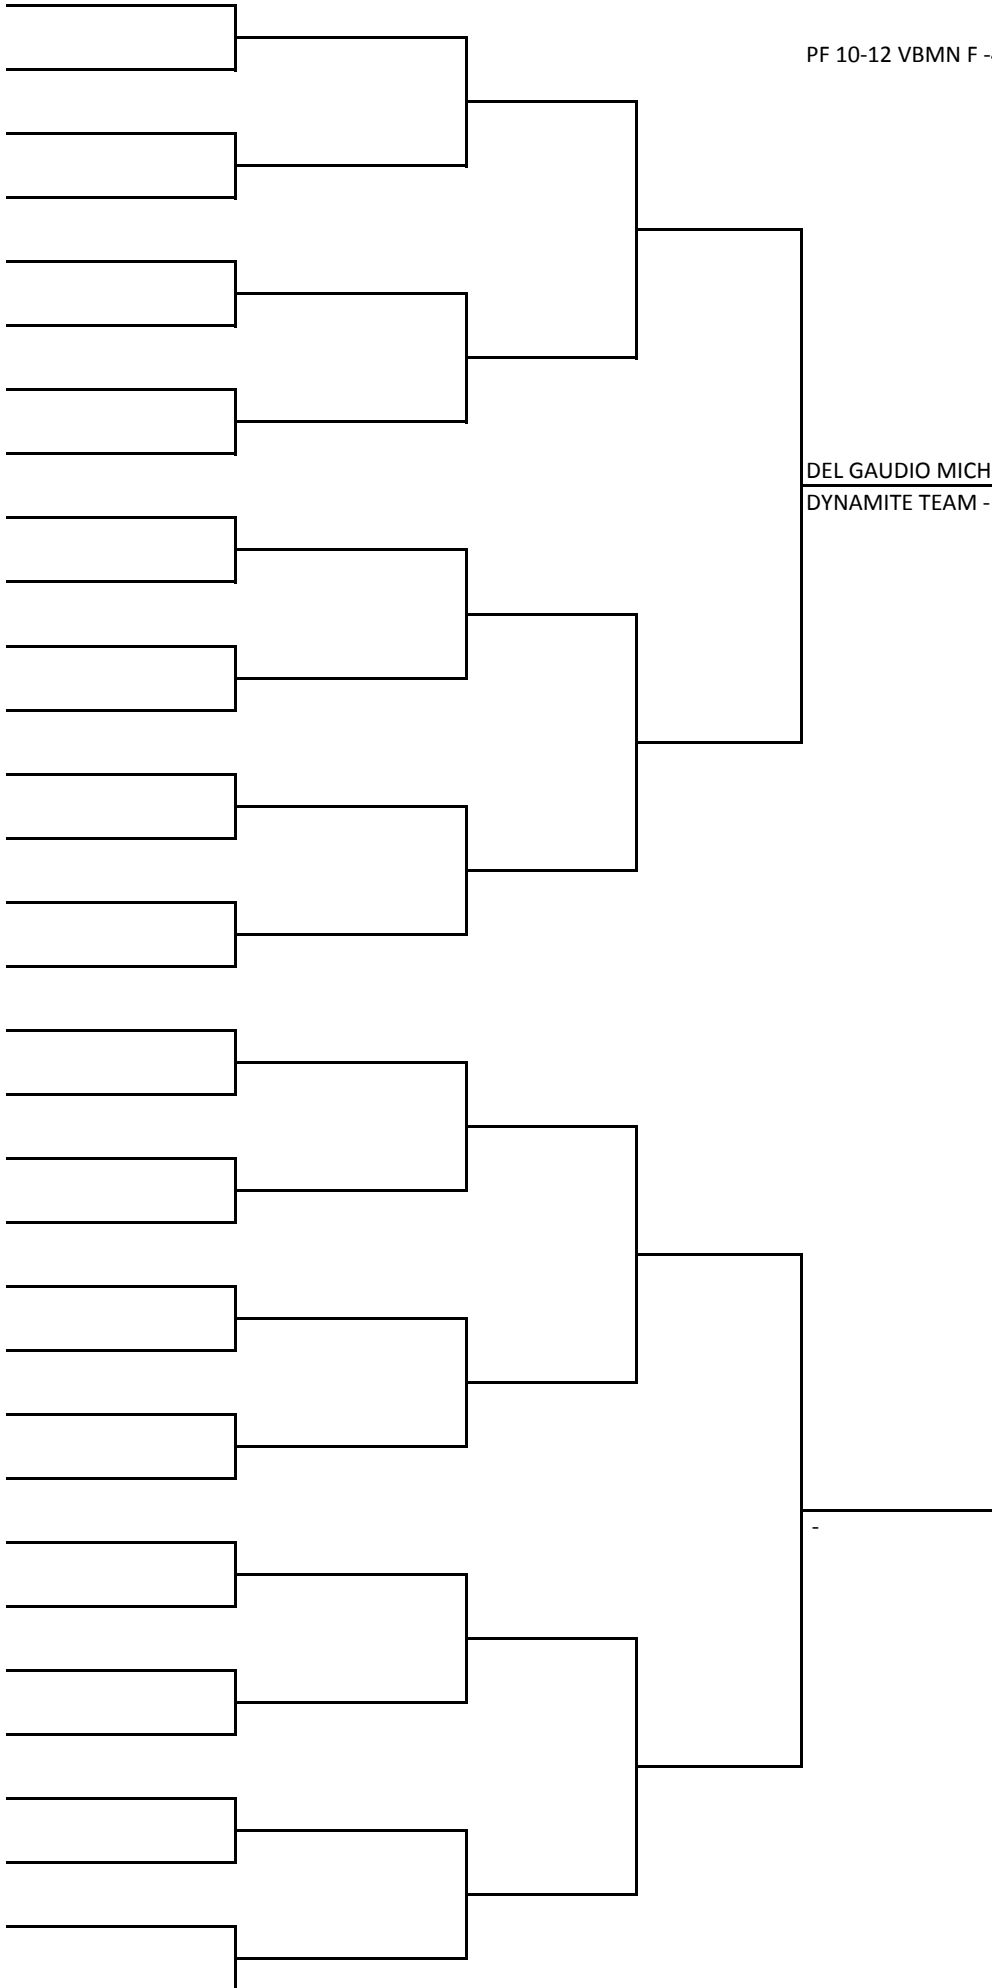 PF 10-12 VBMN F -
DEL GAUDIO MICH
DYNAMITE TEAM -
-